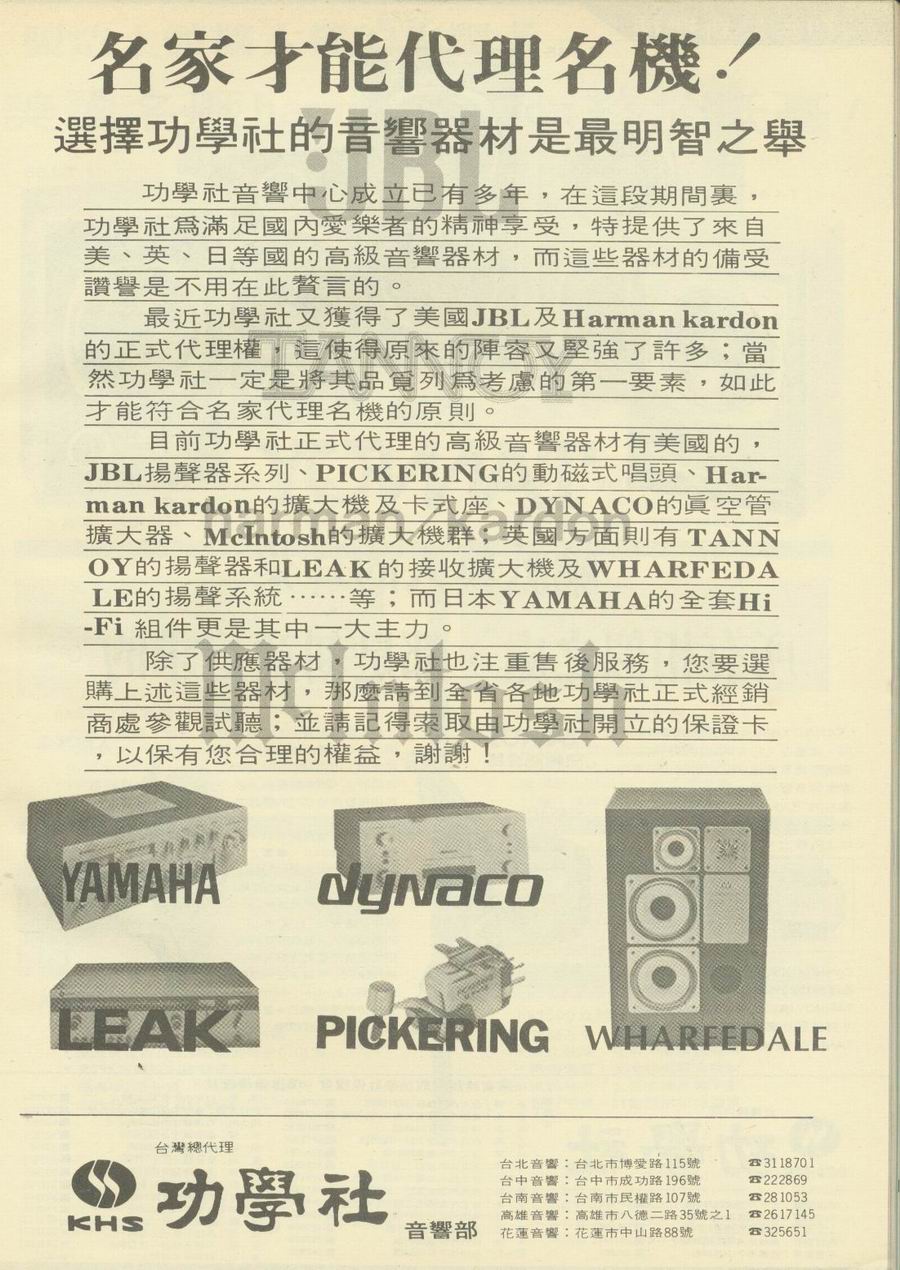 名家才能代理名機！
選擇功學社的音響器材是最明智之舉
JBL
功學社音響中心成立已有多年，在這段期間裏，
功學社爲滿足國內愛樂者的精神享受，特提供了來自
美、英、日等國的高級音響器材，而這些器材的備受
讚譽是不用在此贅言的。
最近功學社又獲得了美國JBL及Harman kardon
的正式代理權，這使得原來的陣容又堅強了許多；當
TANNOY
然功學社一定是將其品質列爲考慮的第一要素，如此
才能符合名家代理名機的原則。
目前功學社正式代理的高級音響器材有美國的，
JBL揚聲器系列、PICKERING的動磁式唱頭、Har-
man kardon的擴大機及卡式座、DYNACO的眞空管
harman/kardon
擴大器、McIntosh的擴大機群；英國方面則有TANN
OY的揚聲器和LEAK的接收擴大機及WHARFEDA
LE的揚聲系統……等；而日本YAMAHA的全套Hi
-Fi 組件更是其中一大主力。
除了供應器材，功學社也注重售後服務，您要選
McIntosh
購上述這些器材，那麼請到全省各地功學社正式經銷
商處參觀試聽；並請記得索取由功學社開立的保證卡
，以保有您合理的權益，謝謝！
YAMAHA
dynaco
LEAK
PICKERING
WHARFEDALE
台灣總代理
KHS
功學社
音響部
台北音響：台北市博愛路115號 ☎3118701
台中音響：台中市成功路196號 ☎222869
台南音響：台南市民權路107號 ☎281053
高雄音響：高雄市八德二路35號之1 ☎2617145
花蓮音響：花蓮市中山路88號 ☎325651